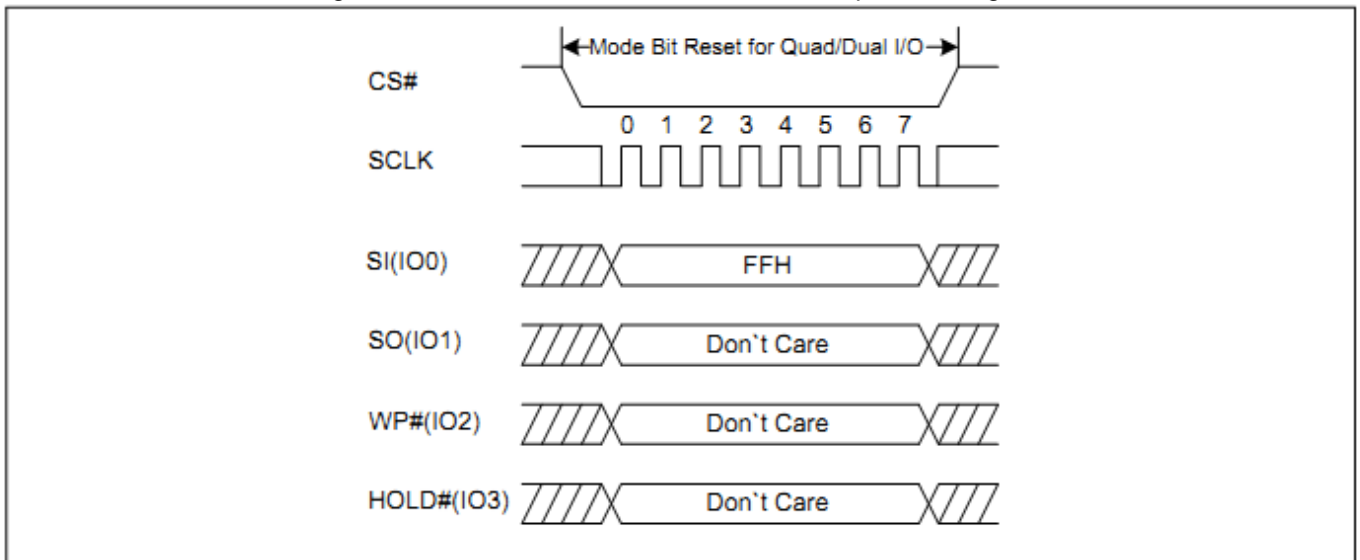 Mode Bit Reset for Quad/Dual I/O
CS#
0 1 2 3 4 5 6 7
SCLK
SI(IO0) FFH
SO(IO1) Don`t Care
WP#(IO2) Don`t Care
HOLD#(IO3) Don`t Care